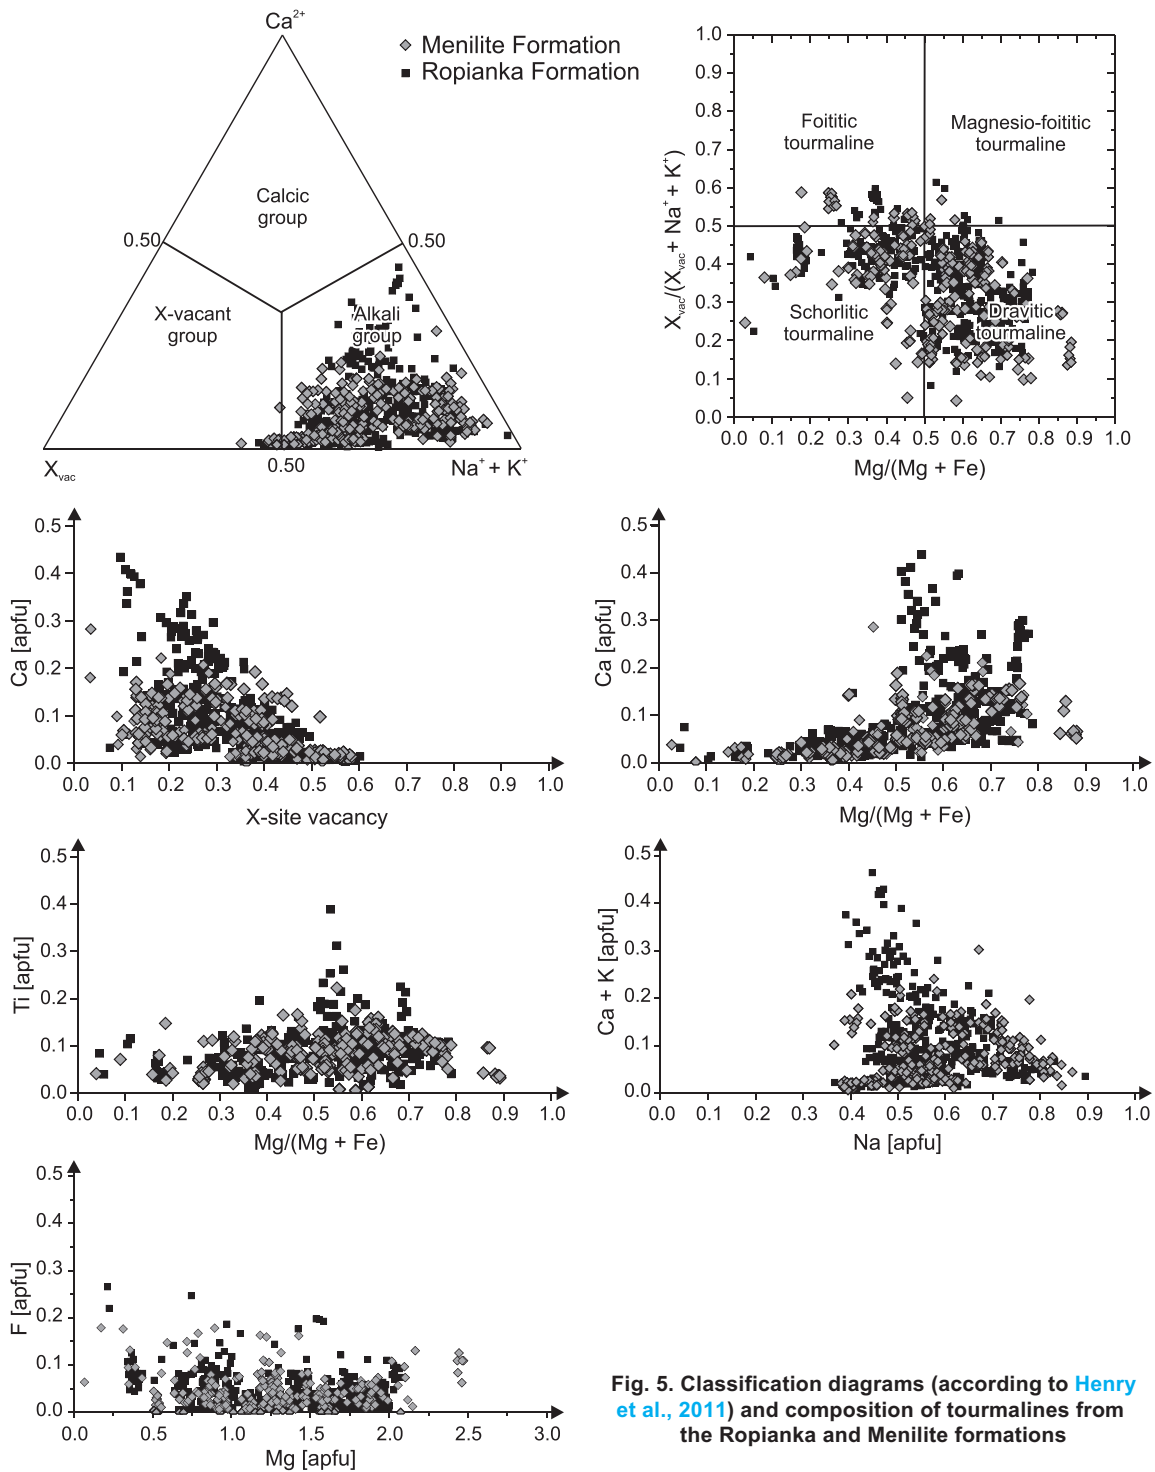 Ca²⁺
Menilite Formation
Ropianka Formation
Calcic
group
0.50
0.50
X-vacant
group
Alkali
group
Xvac
0.50
Na⁺ + K⁺
1.0
0.9
0.8
0.7
0.6
0.5
0.4
0.3
0.2
0.1
0.0
Xvac/(Xvac + Na⁺ + K⁺)
Foititic
tourmaline
Magnesio-foititic
tourmaline
Schorlitic
tourmaline
Dravitic
tourmaline
0.0 0.1 0.2 0.3 0.4 0.5 0.6 0.7 0.8 0.9 1.0
Mg/(Mg + Fe)
0.5
0.4
0.3
0.2
0.1
0.0
Ca [apfu]
0.0 0.1 0.2 0.3 0.4 0.5 0.6 0.7 0.8 0.9 1.0
X-site vacancy
0.5
0.4
0.3
0.2
0.1
0.0
Ca [apfu]
0.0 0.1 0.2 0.3 0.4 0.5 0.6 0.7 0.8 0.9 1.0
Mg/(Mg + Fe)
0.5
0.4
0.3
0.2
0.1
0.0
Ti [apfu]
0.0 0.1 0.2 0.3 0.4 0.5 0.6 0.7 0.8 0.9 1.0
Mg/(Mg + Fe)
0.5
0.4
0.3
0.2
0.1
0.0
Ca + K [apfu]
0.0 0.1 0.2 0.3 0.4 0.5 0.6 0.7 0.8 0.9 1.0
Na [apfu]
0.5
0.4
0.3
0.2
0.1
0.0
F [apfu]
0.0 0.5 1.0 1.5 2.0 2.5 3.0
Mg [apfu]
Fig. 5. Classification diagrams (according to Henry
et al., 2011) and composition of tourmalines from
the Ropianka and Menilite formations